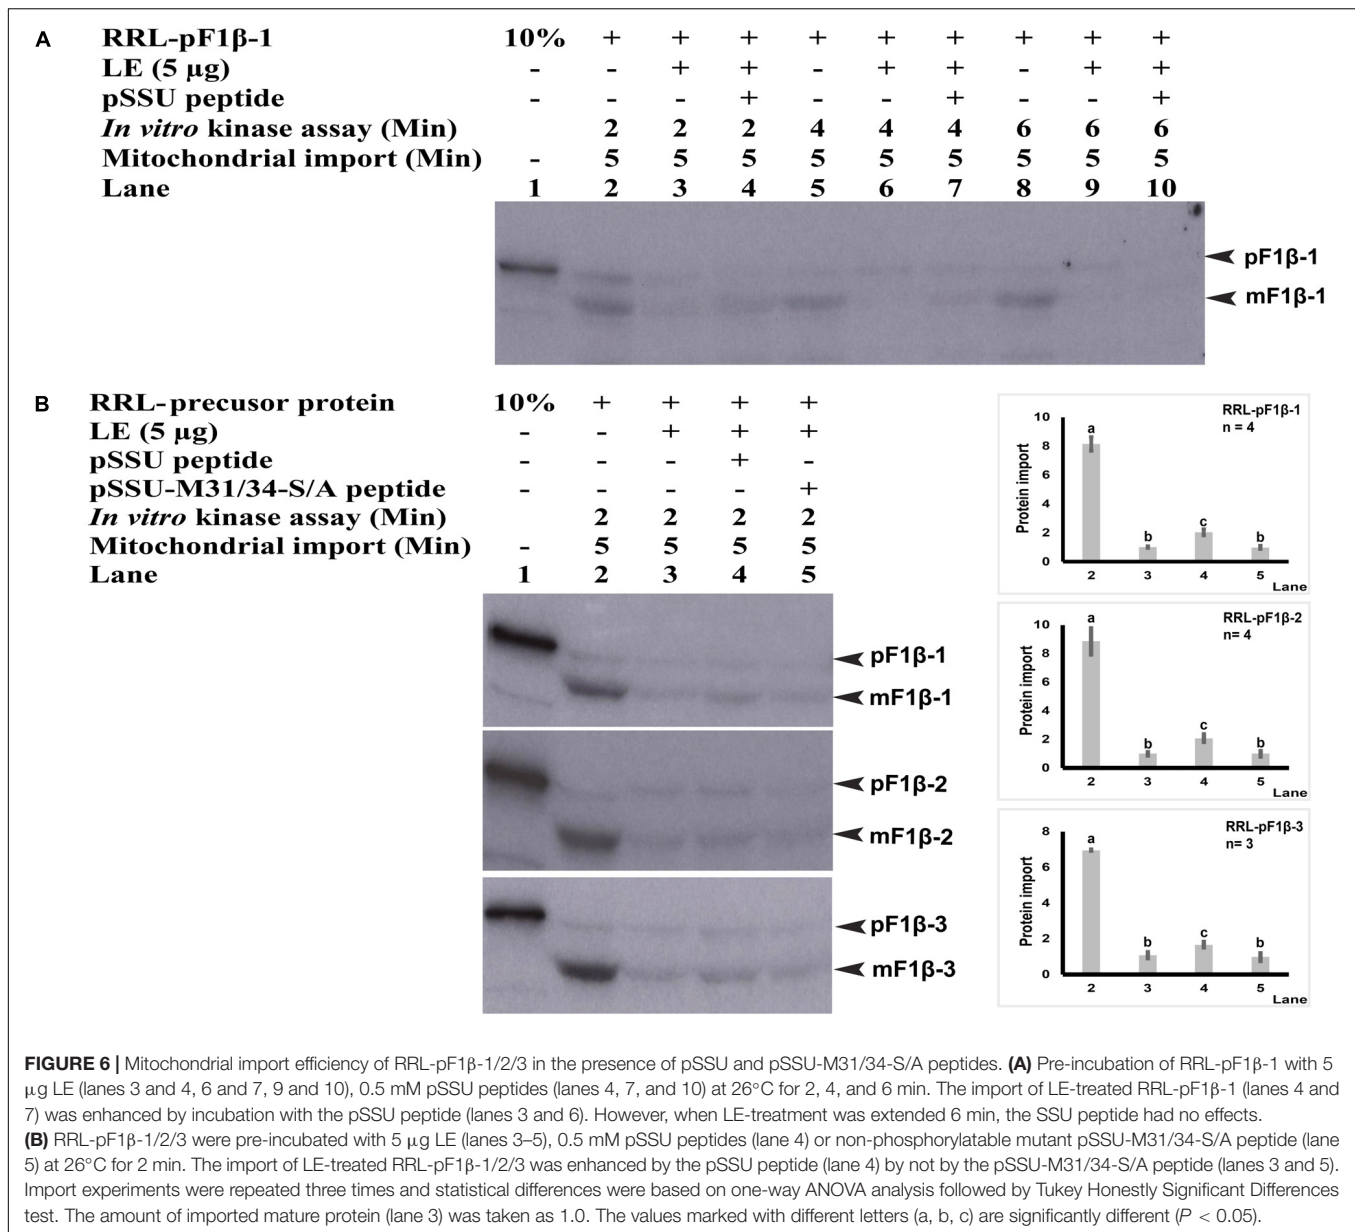 A RRL-pF1β-1 10% + + + + + + + + +
LE (5 µg) - - + + - + + - + +
pSSU peptide - - - + - - + - - +
In vitro kinase assay (Min) 2 2 2 4 4 4 6 6 6
Mitochondrial import (Min) - 5 5 5 5 5 5 5 5 5
Lane 1 2 3 4 5 6 7 8 9 10
pF1β-1
mF1β-1
B RRL-precusor protein 10% + + + +
LE (5 µg) - - + + +
pSSU peptide - - - + -
pSSU-M31/34-S/A peptide - - - - +
In vitro kinase assay (Min) 2 2 2 2
Mitochondrial import (Min) - 5 5 5 5
Lane 1 2 3 4 5
pF1β-1
mF1β-1
pF1β-2
mF1β-2
pF1β-3
mF1β-3
RRL-pF1β-1
n = 4
Protein import
10
8
6
4
2
0
a b c b
2 3 4 5
Lane
RRL-pF1β-2
n= 4
Protein import
10
8
6
4
2
0
a b c b
2 3 4 5
Lane
RRL-pF1β-3
n= 3
Protein import
8
6
4
2
0
a b c b
2 3 4 5
Lane
FIGURE 6 | Mitochondrial import efficiency of RRL-pF1β-1/2/3 in the presence of pSSU and pSSU-M31/34-S/A peptides. (A) Pre-incubation of RRL-pF1β-1 with 5
µg LE (lanes 3 and 4, 6 and 7, 9 and 10), 0.5 mM pSSU peptides (lanes 4, 7, and 10) at 26°C for 2, 4, and 6 min. The import of LE-treated RRL-pF1β-1 (lanes 4 and
7) was enhanced by incubation with the pSSU peptide (lanes 3 and 6). However, when LE-treatment was extended 6 min, the SSU peptide had no effects.
(B) RRL-pF1β-1/2/3 were pre-incubated with 5 µg LE (lanes 3–5), 0.5 mM pSSU peptides (lane 4) or non-phosphorylatable mutant pSSU-M31/34-S/A peptide (lane
5) at 26°C for 2 min. The import of LE-treated RRL-pF1β-1/2/3 was enhanced by the pSSU peptide (lane 4) by not by the pSSU-M31/34-S/A peptide (lanes 3 and 5).
Import experiments were repeated three times and statistical differences were based on one-way ANOVA analysis followed by Tukey Honestly Significant Differences
test. The amount of imported mature protein (lane 3) was taken as 1.0. The values marked with different letters (a, b, c) are significantly different (P < 0.05).